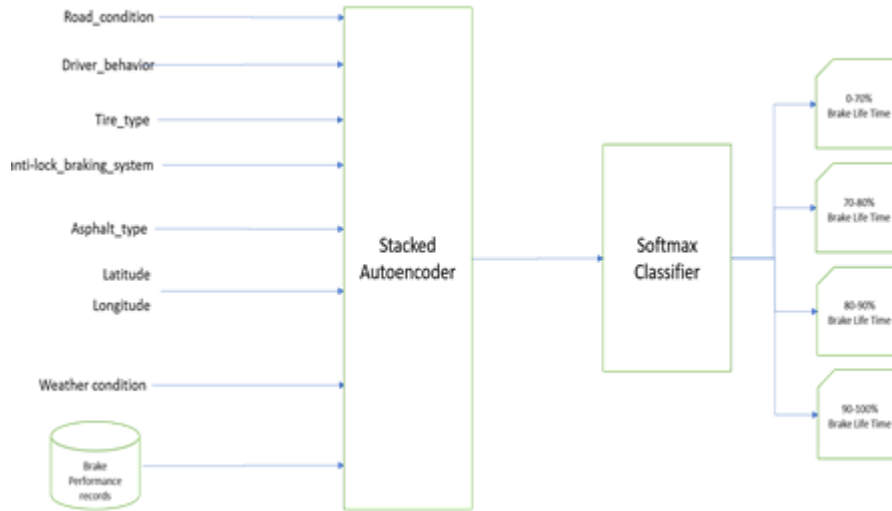 Road_condition
Driver_behavior
Tire_type
anti-lock_braking_system
Asphalt_type
Latitude
Longitude
Weather condition
Brake
Performance
records
Stacked
Autoencoder
Softmax
Classifier
0-70%
Brake Life Time
70-80%
Brake Life Time
80-90%
Brake Life Time
90-100%
Brake Life Time